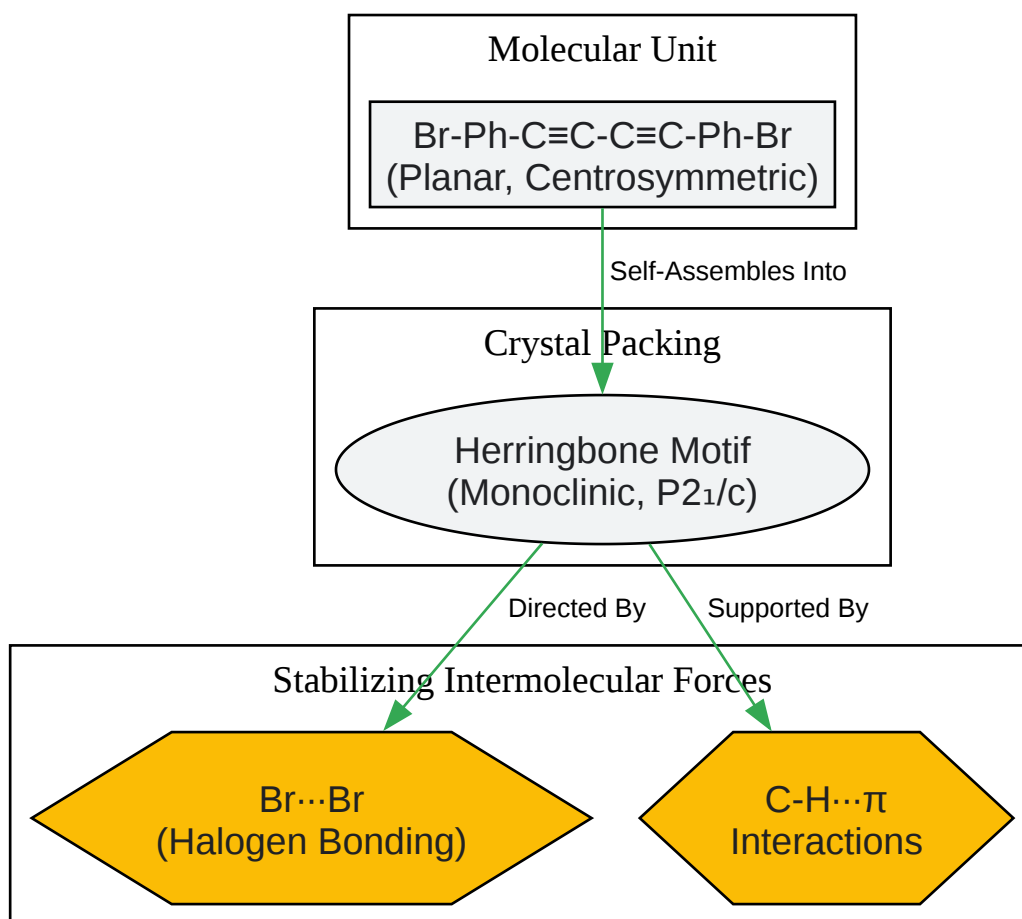 Molecular Unit
Br-Ph-C≡C-C≡C-Ph-Br
(Planar, Centrosymmetric)
Self-Assembles Into
Crystal Packing
Herringbone Motif
(Monoclinic, P2₁/c)
Directed By
Supported By
Stabilizing Intermolecular Forces
Br···Br
(Halogen Bonding)
C-H···π
Interactions